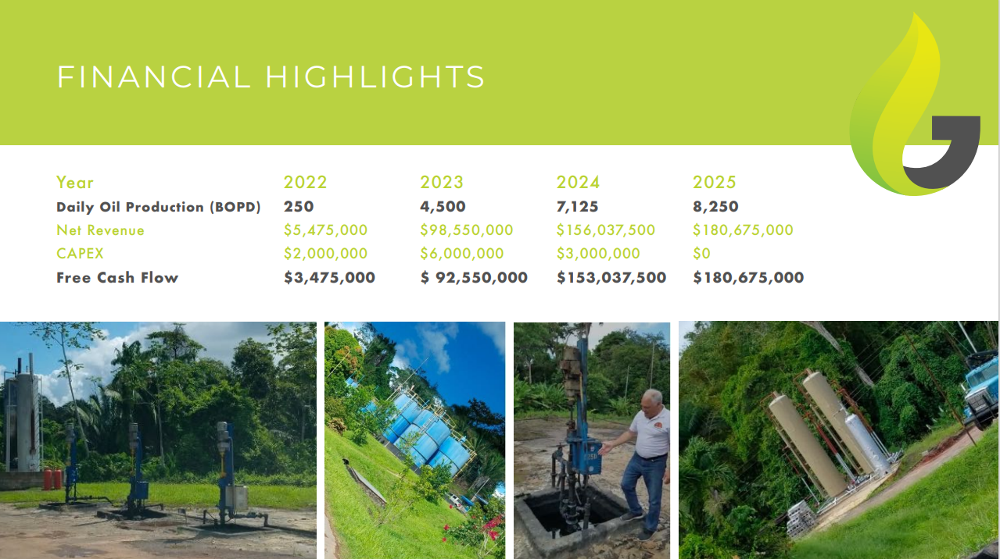 FINANCIAL HIGHLIGHTS
Year 2022 2023 2024 2025
Daily Oil Production (BOPD) 250 4,500 7,125 8,250
Net Revenue $5,475,000 $98,550,000 $156,037,500 $180,675,000
CAPEX $2,000,000 $6,000,000 $3,000,000 $0
Free Cash Flow $3,475,000 $ 92,550,000 $153,037,500 $180,675,000